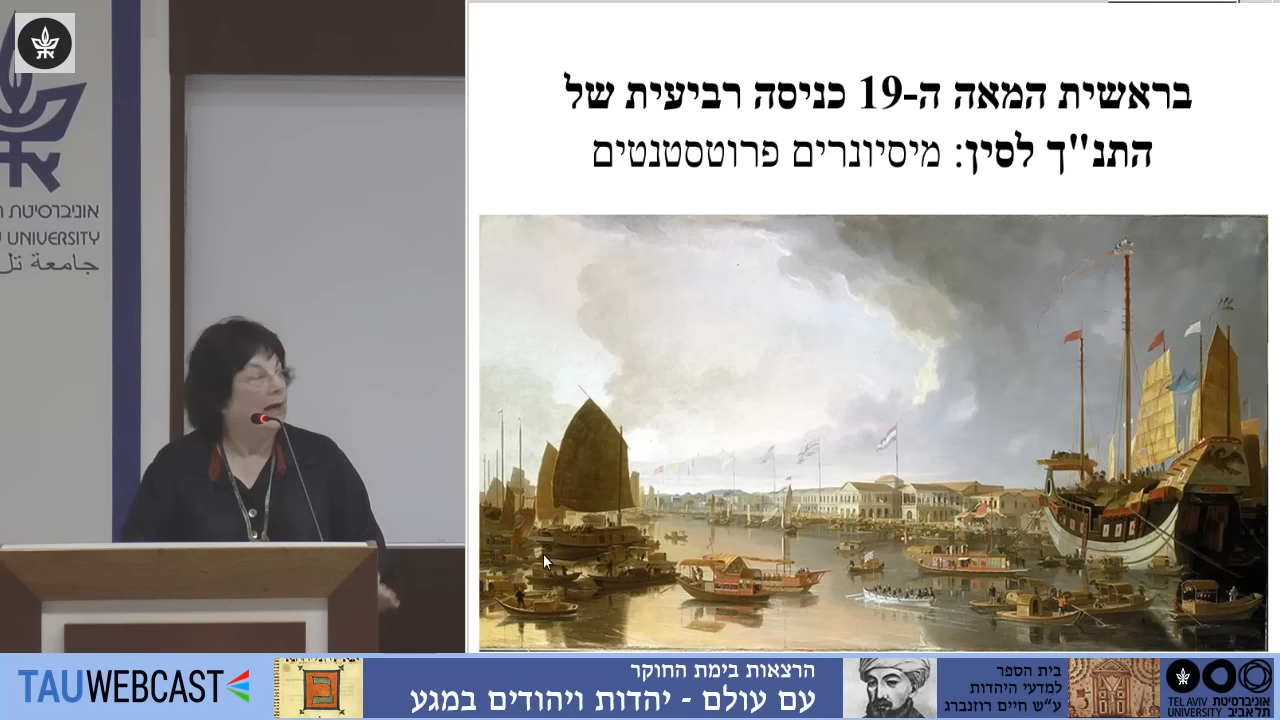 בראשית המאה ה-19 כניסה רביעית של
התנ"ך לסין: מיסיונרים פרוטסטנטים
אוניברסיטת
UNIVERSITY
جامعة تل
TAUWEBCAST
הרצאות בימת החוקר
עם עולם - יהדות ויהודים במגע
בית הספר
למדעי היהדות
ע״ש חיים רוזנברג
TEL AVIV אוניברסיטת
UNIVERSITY תל אביב